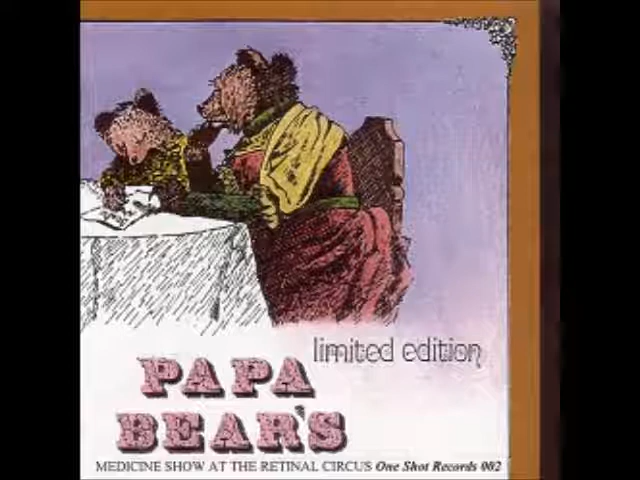 limited edition
PAPA
BEAR'S
MEDICINE SHOW AT THE RETINAL CIRCUS One Shot Records 002